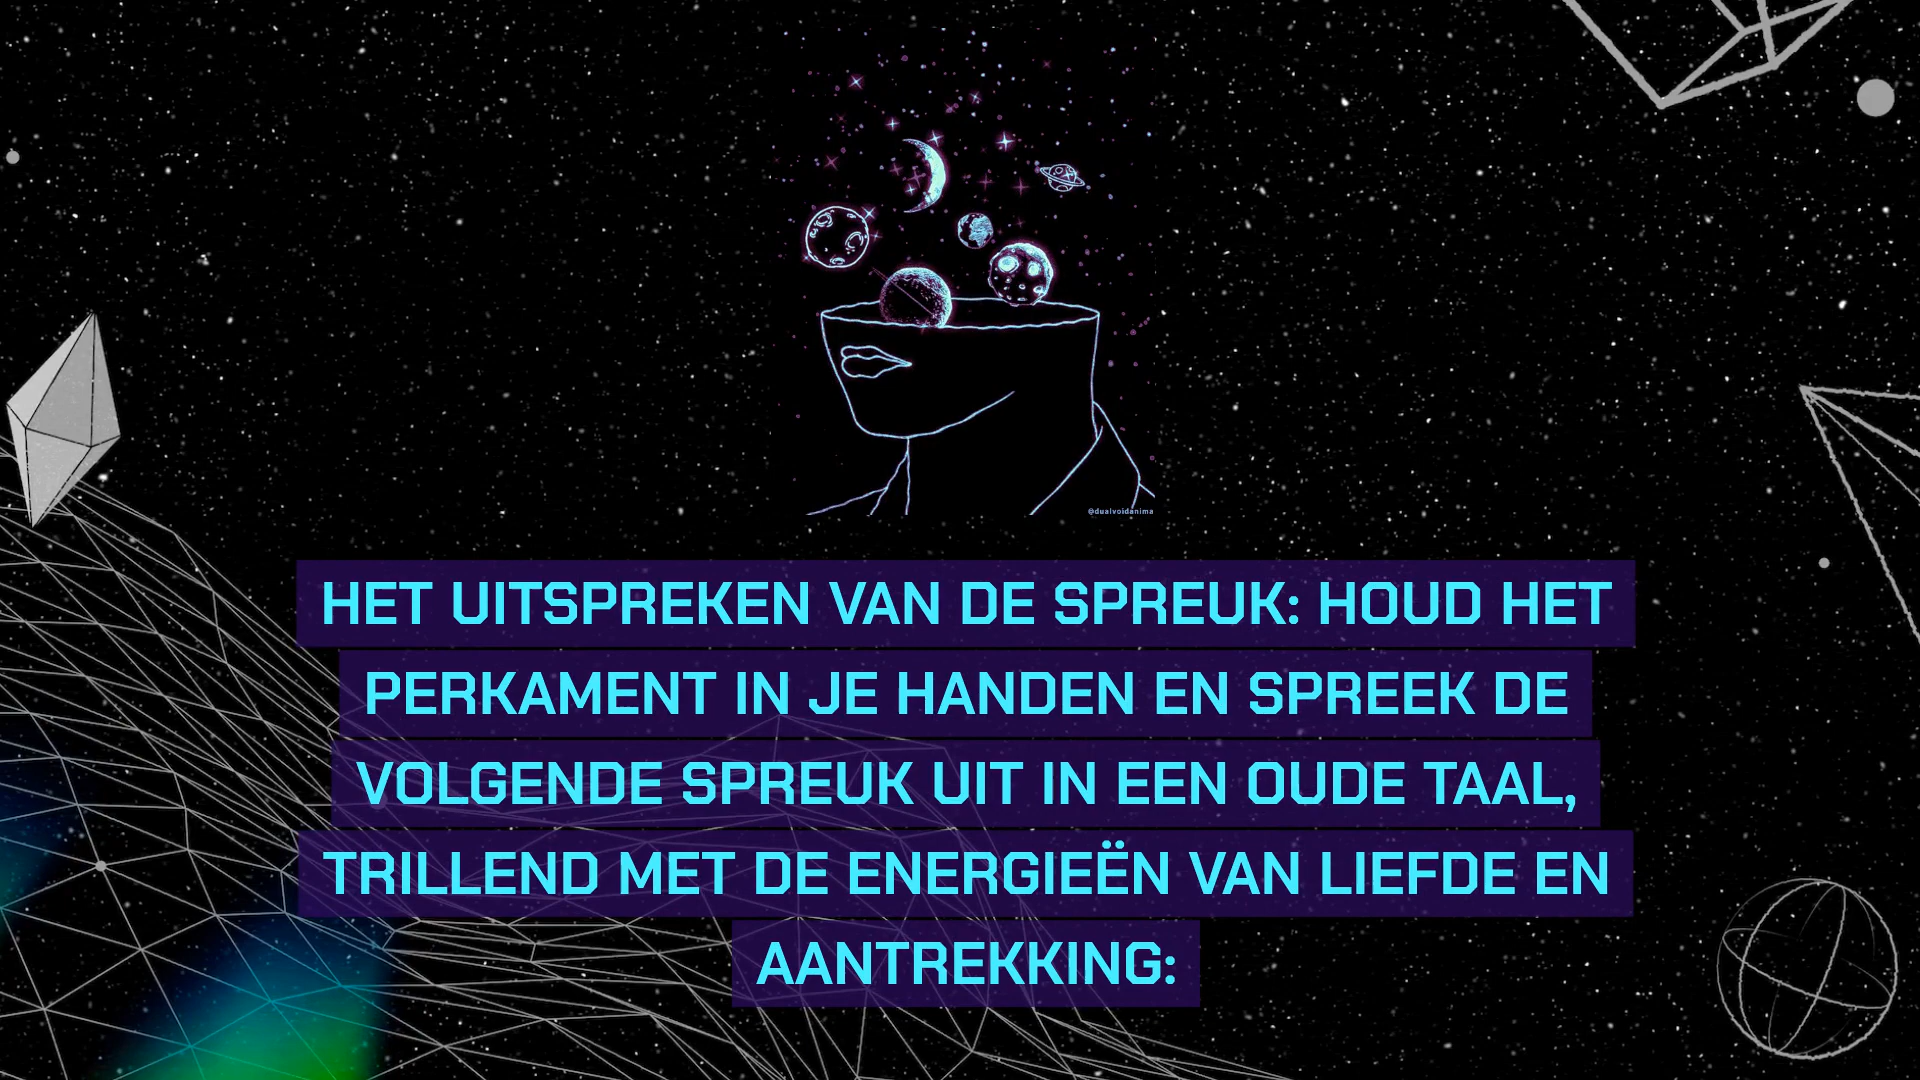 @dualvoidanima
HET UITSPREKEN VAN DE SPREUK: HOUD HET
PERKAMENT IN JE HANDEN EN SPREEK DE
VOLGENDE SPREUK UIT IN EEN OUDE TAAL,
TRILLEND MET DE ENERGIEËN VAN LIEFDE EN
AANTREKKING: